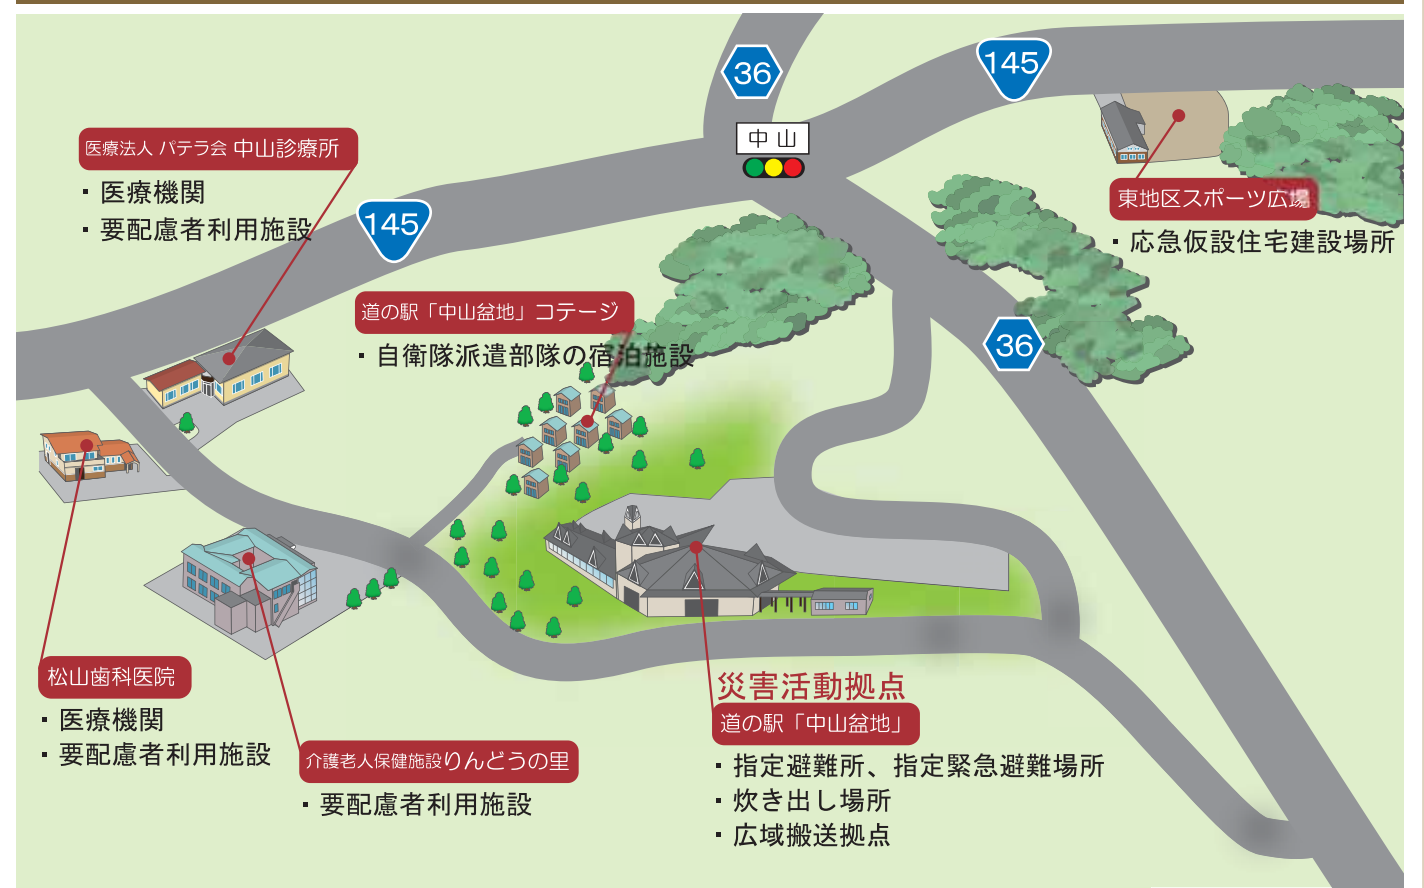 36
145
中山
医療法人 パテラ会 中山診療所
・医療機関
・要配慮者利用施設
145
東地区スポーツ広場
・応急仮設住宅建設場所
道の駅「中山盆地」コテージ
・自衛隊派遣部隊の宿泊施設
36
松山歯科医院
・医療機関
・要配慮者利用施設
介護老人保健施設りんどうの里
・要配慮者利用施設
災害活動拠点
道の駅「中山盆地」
・指定避難所、指定緊急避難場所
・炊き出し場所
・広域搬送拠点